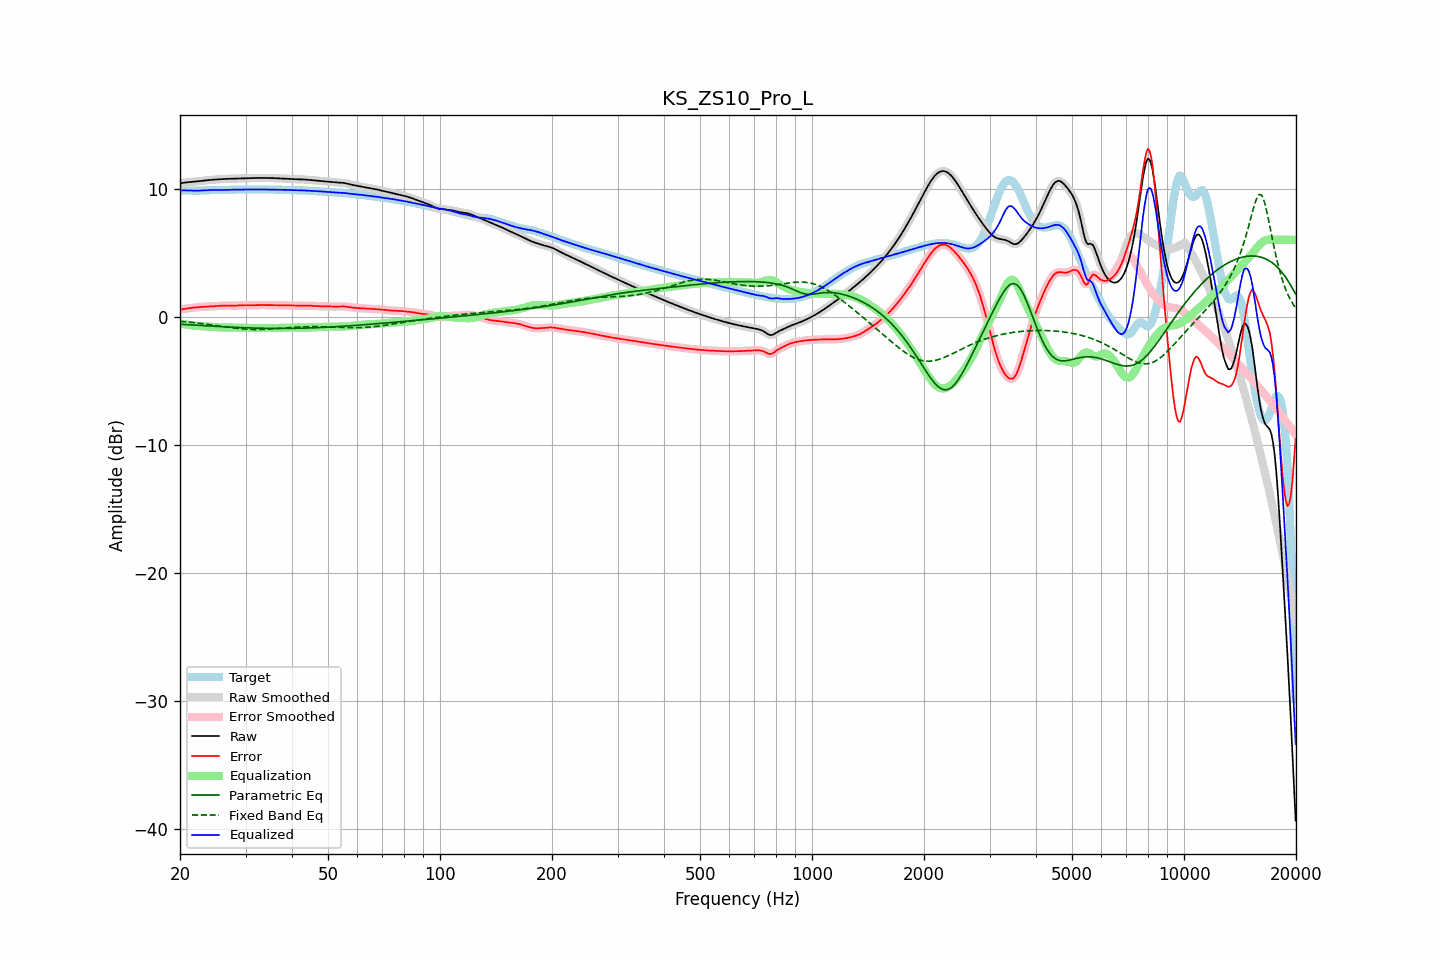 KS_ZS10_Pro_L
Amplitude (dBr)
10
0
−10
−20
−30
−40
Target
Raw Smoothed
Error Smoothed
Raw
Error
Equalization
Parametric Eq
Fixed Band Eq
Equalized
20 50 100 200 500 1000 2000 5000 10000 20000
Frequency (Hz)